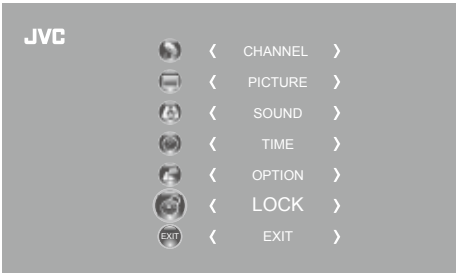 JVC
CHANNEL
PICTURE
SOUND
TIME
OPTION
LOCK
EXIT EXIT